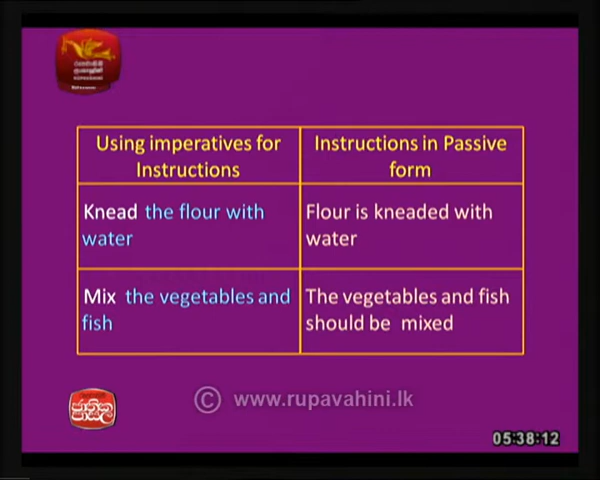 Using imperatives for
Instructions
Instructions in Passive
form
Knead the flour with
water
Flour is kneaded with
water
Mix the vegetables and
fish
The vegetables and fish
should be mixed
© www.rupavahini.lk
05:38:12